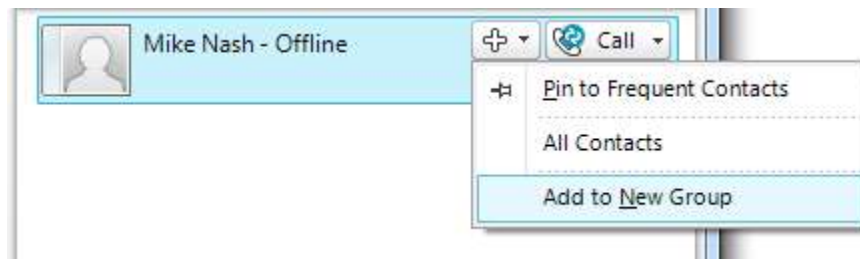 Mike Nash - Offline
Call
Pin to Frequent Contacts
All Contacts
Add to New Group